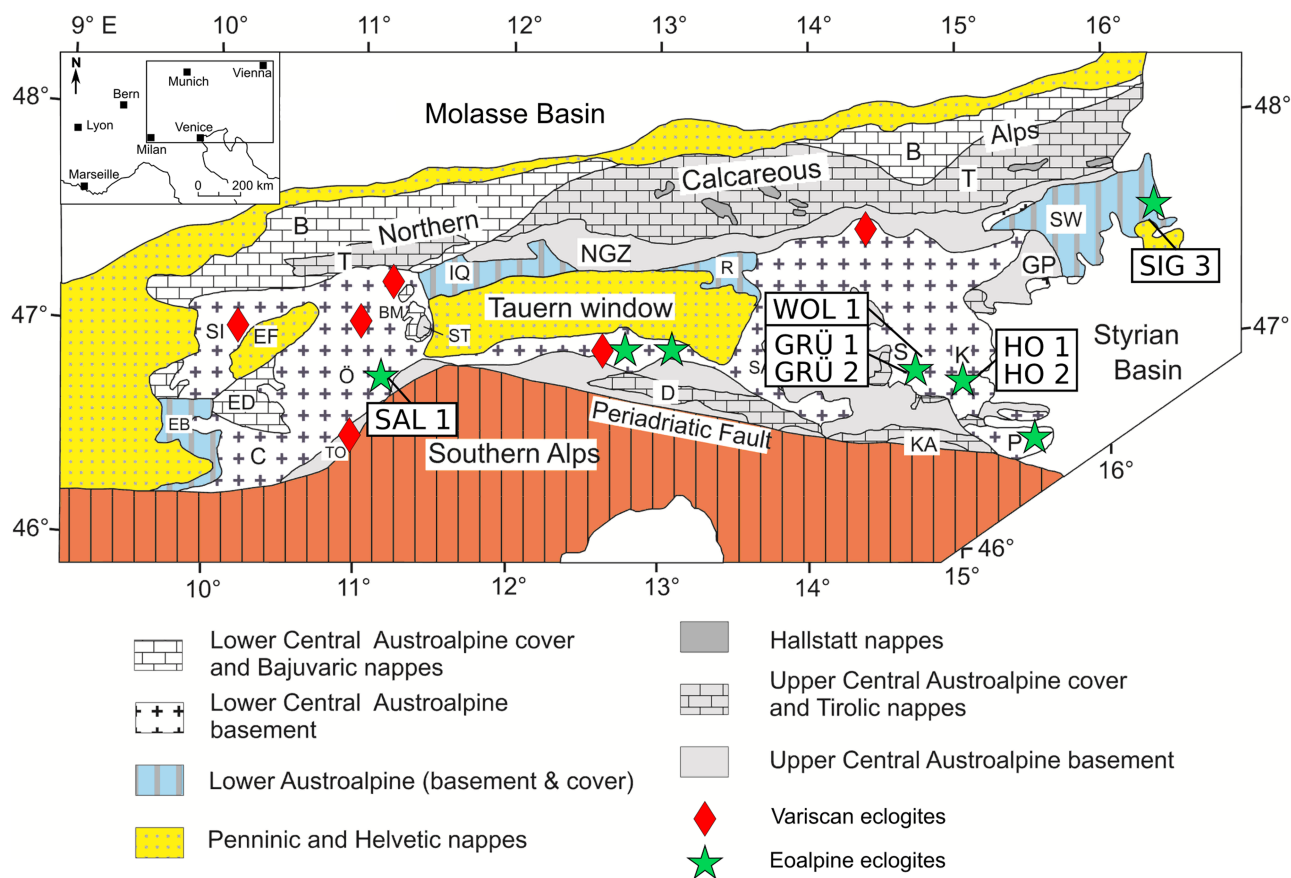 9° E
10°
11°
12°
13°
14°
15°
16°
N
Munich
Vienna
Bern
Lyon
Venice
Milan
Marseille
0 200 km
48°
48°
Molasse Basin
B
Alps
Calcareous
T
Northern
B
SW
T
NGZ
IQ
R
GP
SIG 3
47°
47°
Tauern window
WOL 1
SI
EF
BM
ST
Styrian
Basin
GRÜ 1
GRÜ 2
S
K
HO 1
HO 2
Ö
ED
D
SAL 1
EB
Periadriatic Fault
KA
P
C
TO
Southern Alps
16°
46°
46°
10°
11°
12°
13°
14°
15°
Lower Central Austroalpine cover
and Bajuvaric nappes
Lower Central Austroalpine
basement
Lower Austroalpine (basement & cover)
Penninic and Helvetic nappes
Hallstatt nappes
Upper Central Austroalpine cover
and Tirolic nappes
Upper Central Austroalpine basement
Variscan eclogites
Eoalpine eclogites